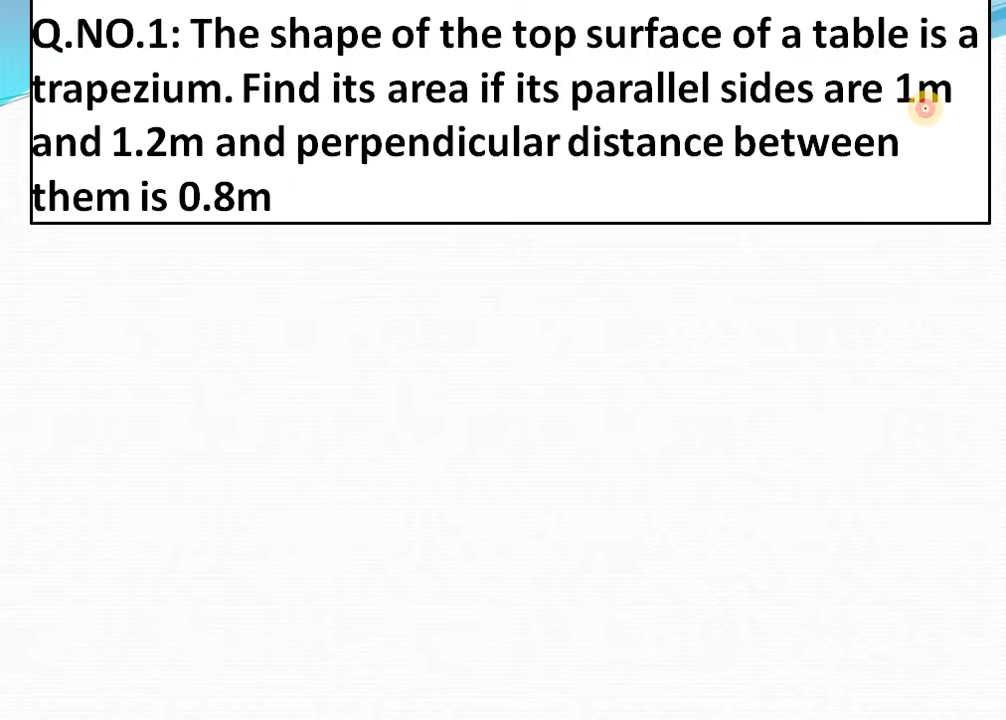 Q.NO.1: The shape of the top surface of a table is a
trapezium. Find its area if its parallel sides are 1m
and 1.2m and perpendicular distance between
them is 0.8m